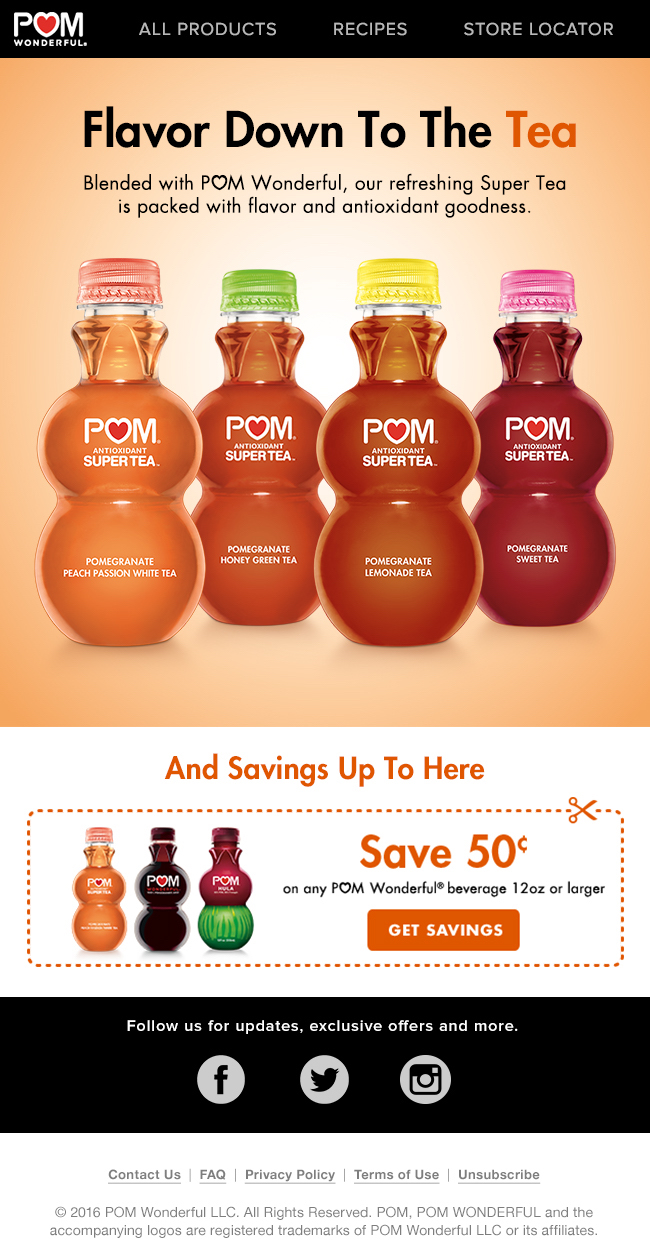 POM
WONDERFUL®
ALL PRODUCTS
RECIPES
STORE LOCATOR
Flavor Down To The Tea
Blended with POM Wonderful, our refreshing Super Tea
is packed with flavor and antioxidant goodness.
POM®
ANTIOXIDANT
SUPER TEA™
POMEGRANATE
PEACH PASSION WHITE TEA
POM®
ANTIOXIDANT
SUPER TEA™
POMEGRANATE
HONEY GREEN TEA
POM®
ANTIOXIDANT
SUPER TEA™
POMEGRANATE
LEMONADE TEA
POM®
ANTIOXIDANT
SUPER TEA™
POMEGRANATE
SWEET TEA
And Savings Up To Here
POM
SUPER TEA
POM
WONDERFUL
POM
HULA
Save 50¢
on any POM Wonderful® beverage 12oz or larger
GET SAVINGS
Follow us for updates, exclusive offers and more.
Contact Us | FAQ | Privacy Policy | Terms of Use | Unsubscribe
© 2016 POM Wonderful LLC. All Rights Reserved. POM, POM WONDERFUL and the
accompanying logos are registered trademarks of POM Wonderful LLC or its affiliates.